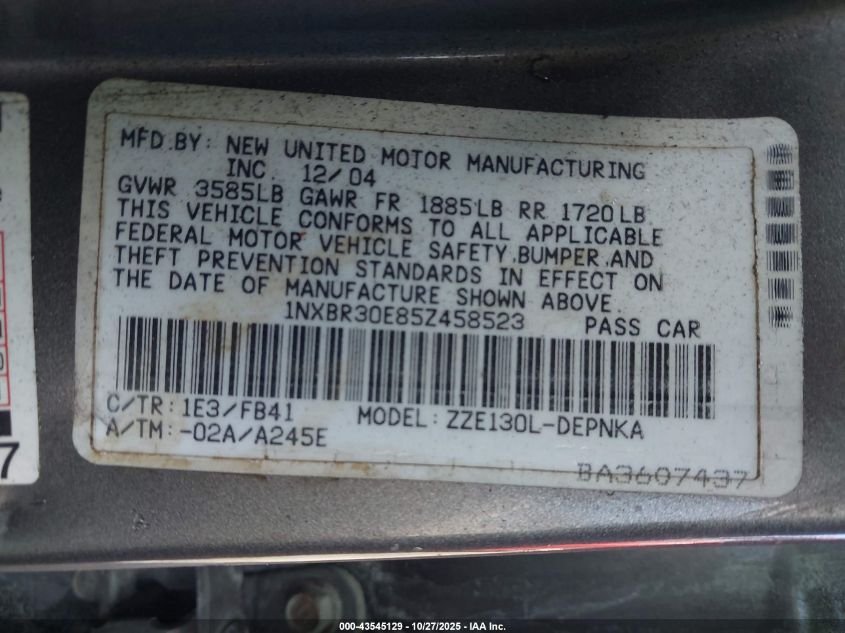 MFD.BY: NEW UNITED MOTOR MANUFACTURING
INC. 12/04
GVWR 3585LB GAWR FR 1885LB RR 1720LB
THIS VEHICLE CONFORMS TO ALL APPLICABLE
FEDERAL MOTOR VEHICLE SAFETY,BUMPER,AND
THEFT PREVENTION STANDARDS IN EFFECT ON
THE DATE OF MANUFACTURE SHOWN ABOVE.
1NXBR30E85Z458523 PASS CAR
C/TR: 1E3/FB41 MODEL: ZZE130L-DEPNKA
A/TM: -02A/A245E
BA3607437
7
000-43545129 - 10/27/2025 - IAA Inc.